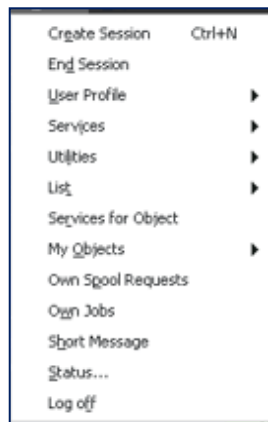 Create Session Ctrl+N
End Session
User Profile
Services
Utilities
List
Services for Object
My Objects
Own Spool Requests
Own Jobs
Short Message
Status...
Log off